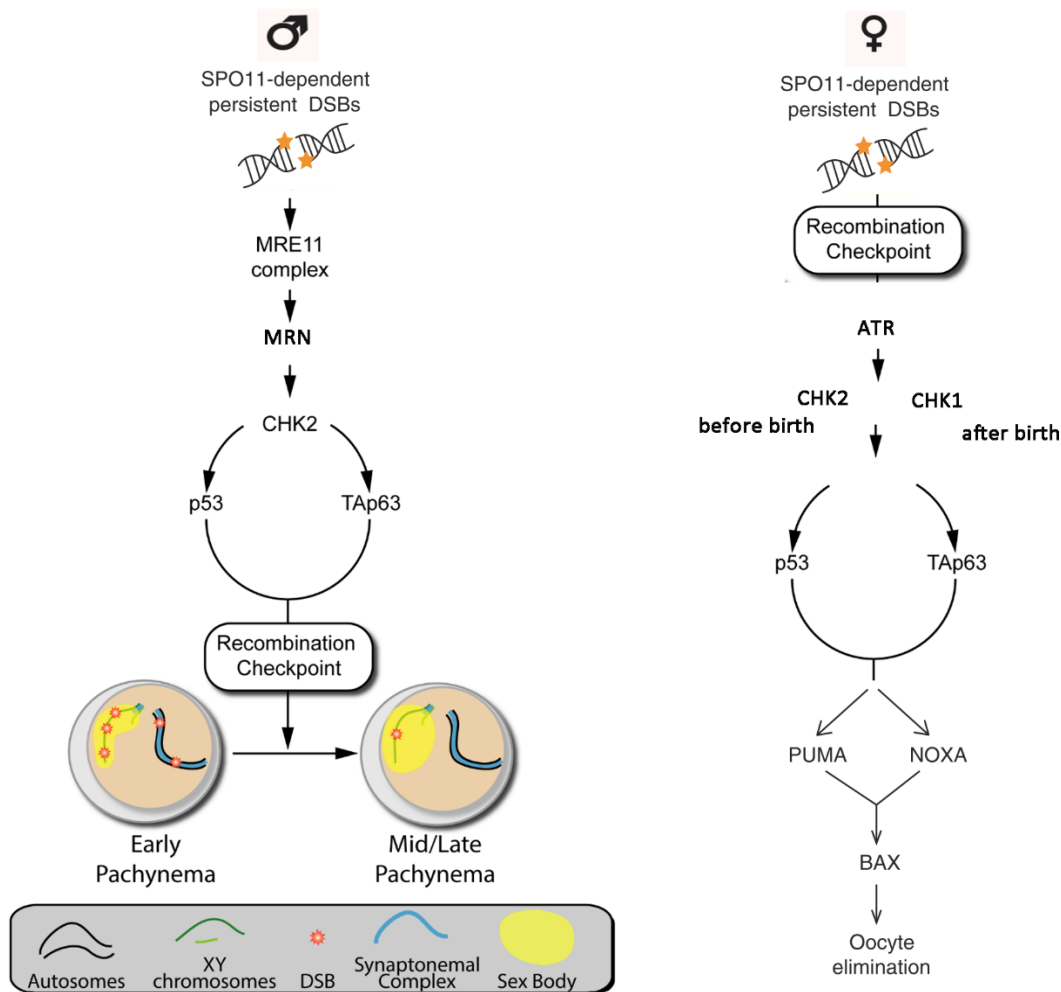 ♂
SPO11-dependent
persistent DSBs
MRE11
complex
MRN
CHK2
p53 TAp63
Recombination
Checkpoint
Early
Pachynema
Mid/Late
Pachynema
Autosomes
XY
chromosomes
DSB
Synaptonemal
Complex
Sex Body
♀
SPO11-dependent
persistent DSBs
Recombination
Checkpoint
ATR
CHK2 CHK1
before birth after birth
p53 TAp63
PUMA NOXA
BAX
Oocyte
elimination